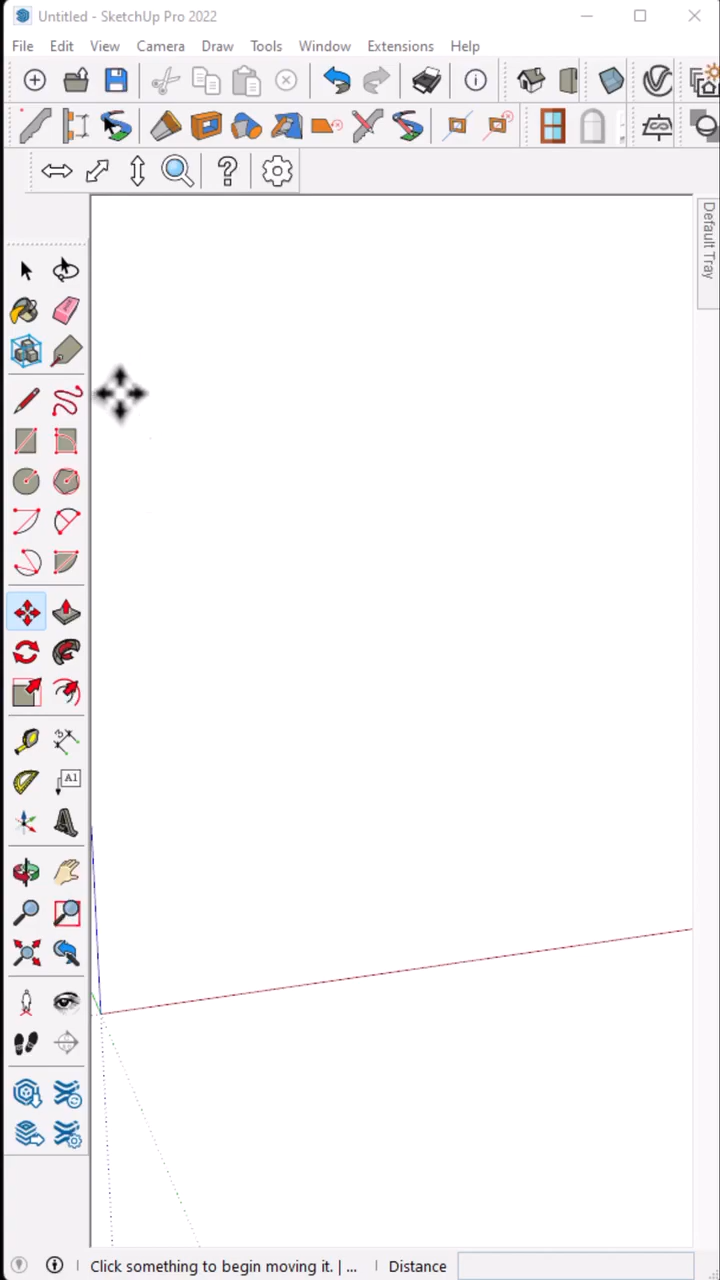 Untitled - SketchUp Pro 2022
File Edit View Camera Draw Tools Window Extensions Help
Default Tray
A1
Click something to begin moving it. | ... Distance